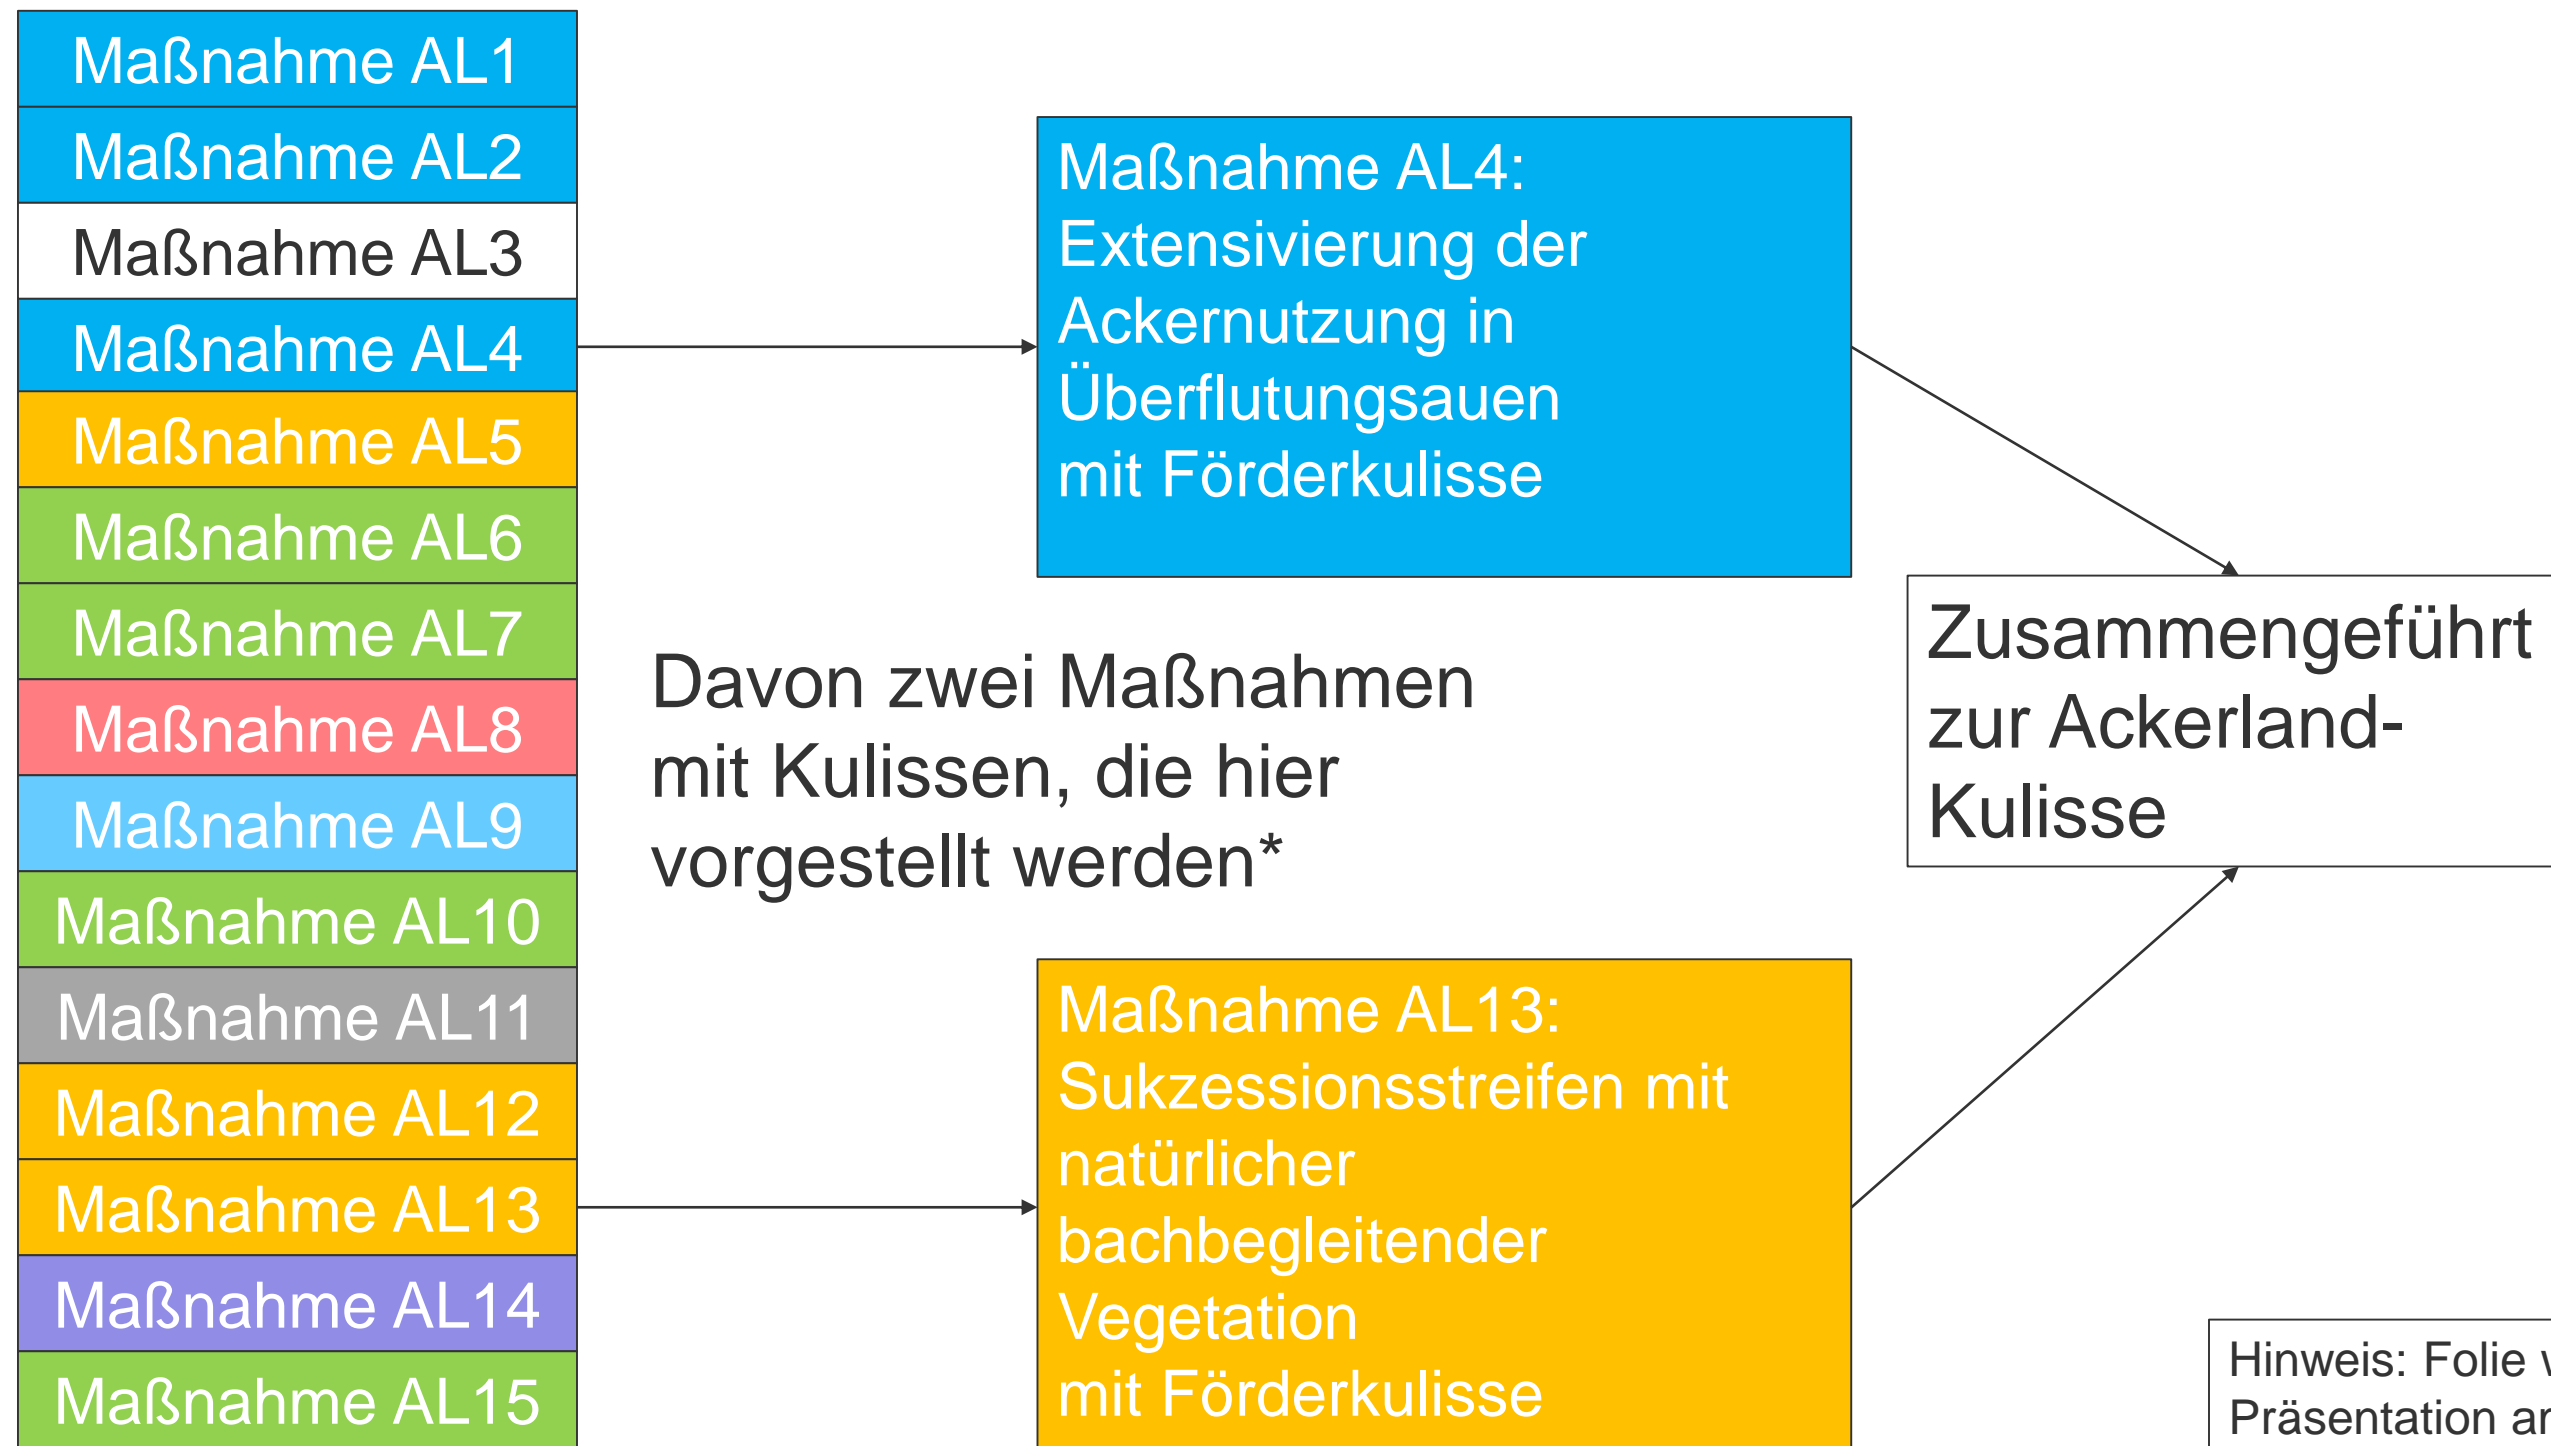 Maßnahme AL1
Maßnahme AL2
Maßnahme AL3
Maßnahme AL4
Maßnahme AL5
Maßnahme AL6
Maßnahme AL7
Maßnahme AL8
Maßnahme AL9
Maßnahme AL10
Maßnahme AL11
Maßnahme AL12
Maßnahme AL13
Maßnahme AL14
Maßnahme AL15
Maßnahme AL4:
Extensivierung der
Ackernutzung in
Überflutungsauen
mit Förderkulisse
Davon zwei Maßnahmen
mit Kulissen, die hier
vorgestellt werden*
Maßnahme AL13:
Sukzessionsstreifen mit
natürlicher
bachbegleitender
Vegetation
mit Förderkulisse
Zusammengeführt
zur Ackerland-
Kulisse
Hinweis: Folie
Präsentation